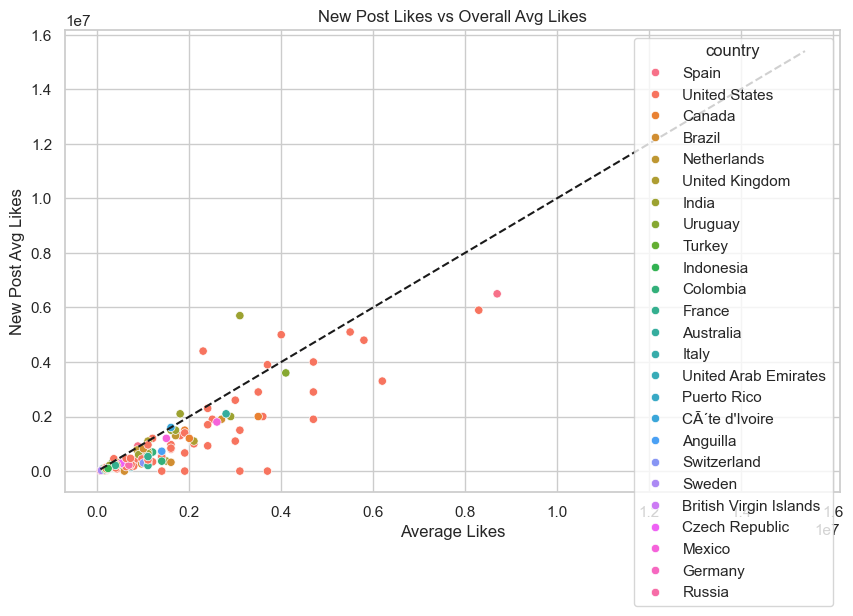 New Post Likes vs Overall Avg Likes
1e7
1.6
1.4
1.2
1.0
0.8
0.6
0.4
0.2
0.0
New Post Avg Likes
0.0
0.2
0.4
0.6
0.8
1.0
1.2
1.4
1.6
1e7
Average Likes
country
Spain
United States
Canada
Brazil
Netherlands
United Kingdom
India
Uruguay
Turkey
Indonesia
Colombia
France
Australia
Italy
United Arab Emirates
Puerto Rico
CÃ´te d'Ivoire
Anguilla
Switzerland
Sweden
British Virgin Islands
Czech Republic
Mexico
Germany
Russia